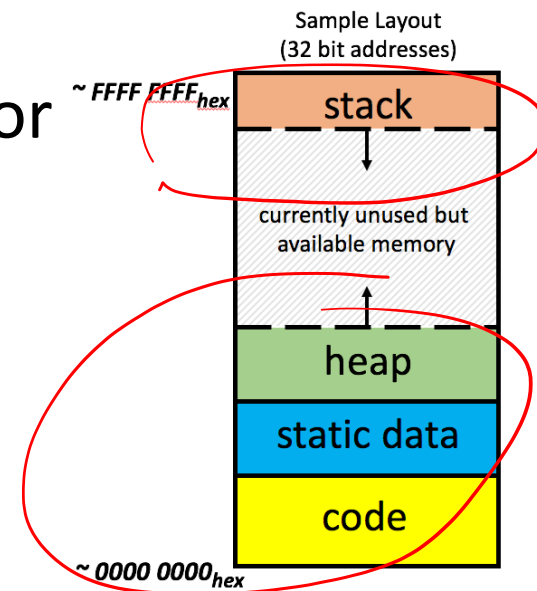 Sample Layout
(32 bit addresses)
~ FFFF FFFFhex
or
stack
currently unused but
available memory
heap
static data
code
~ 0000 0000hex